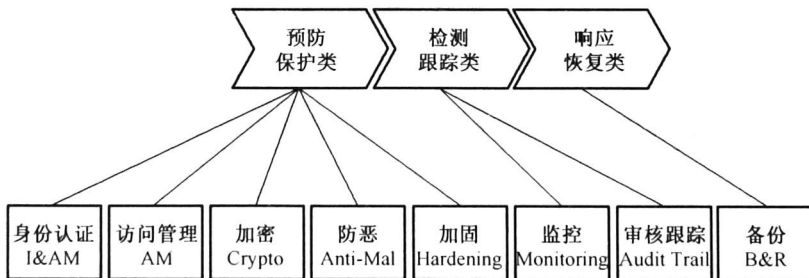 预防
保护类
检测
跟踪类
响应
恢复类
身份认证
I&AM
访问管理
AM
加密
Crypto
防恶
Anti-Mal
加固
Hardening
监控
Monitoring
审核跟踪
Audit Trail
备份
B&R